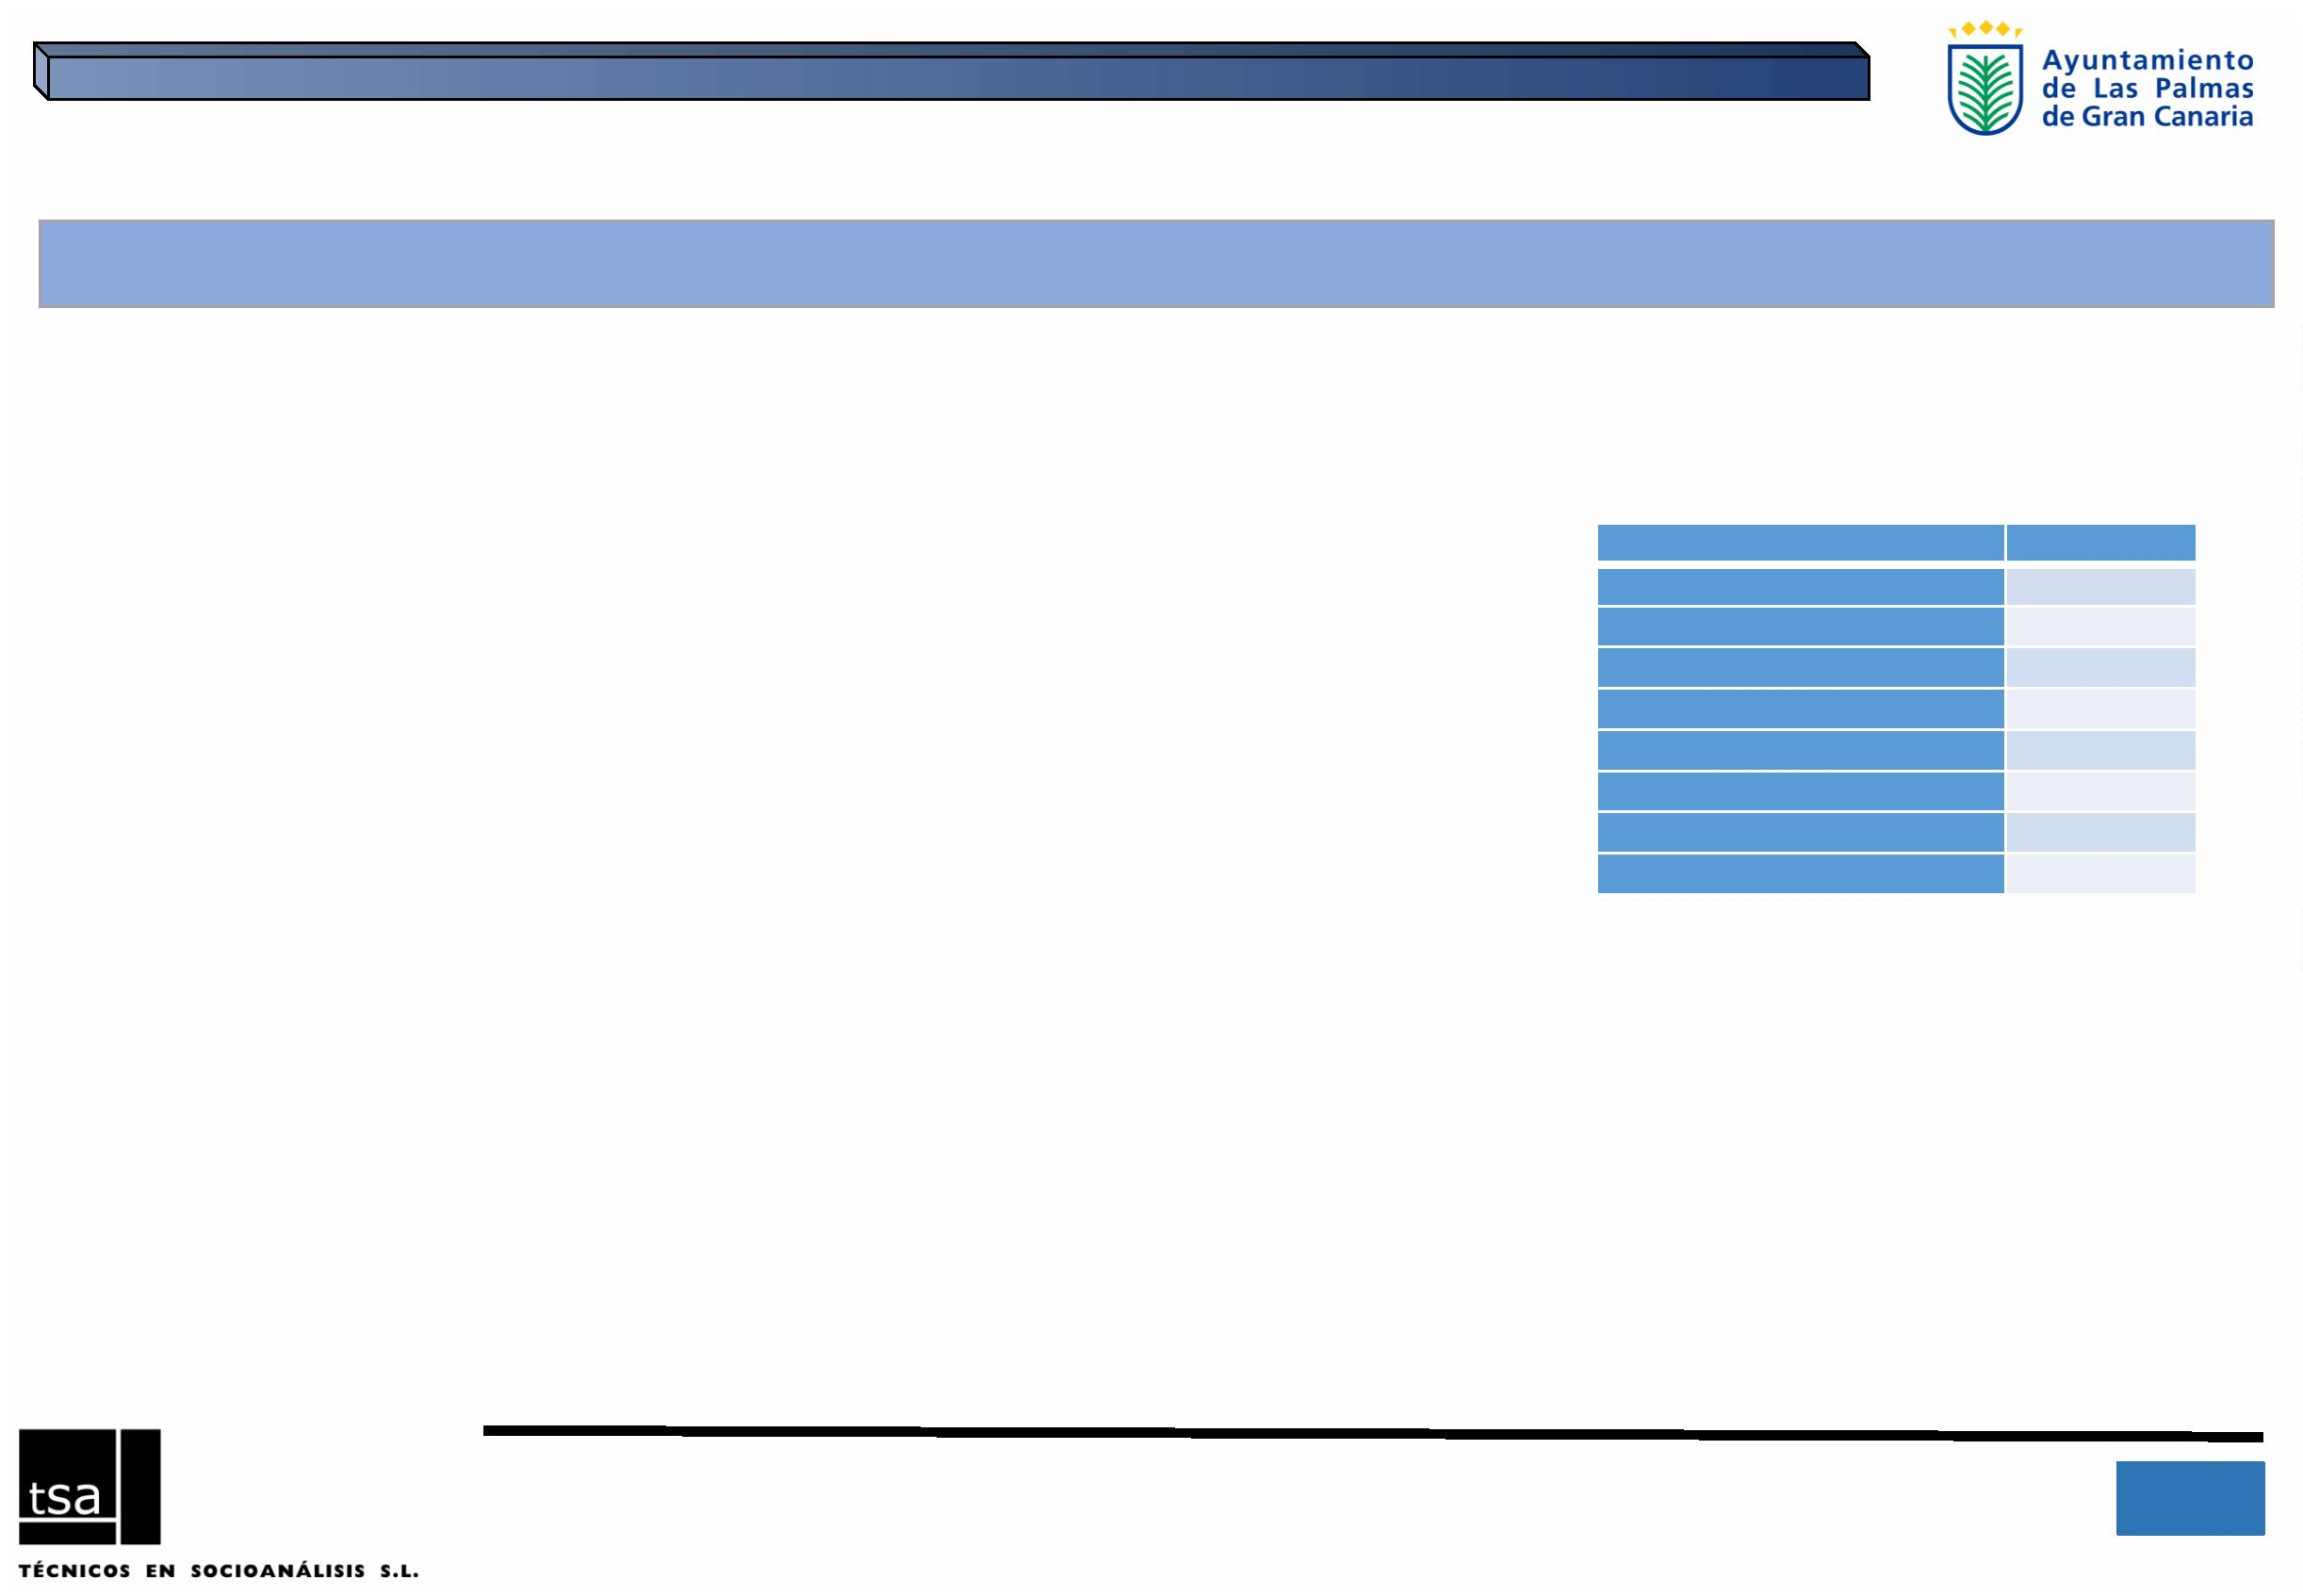 Ayuntamiento
de Las Palmas
de Gran Canaria
tsa
TÉCNICOS EN SOCIOANÁLISIS S.L.